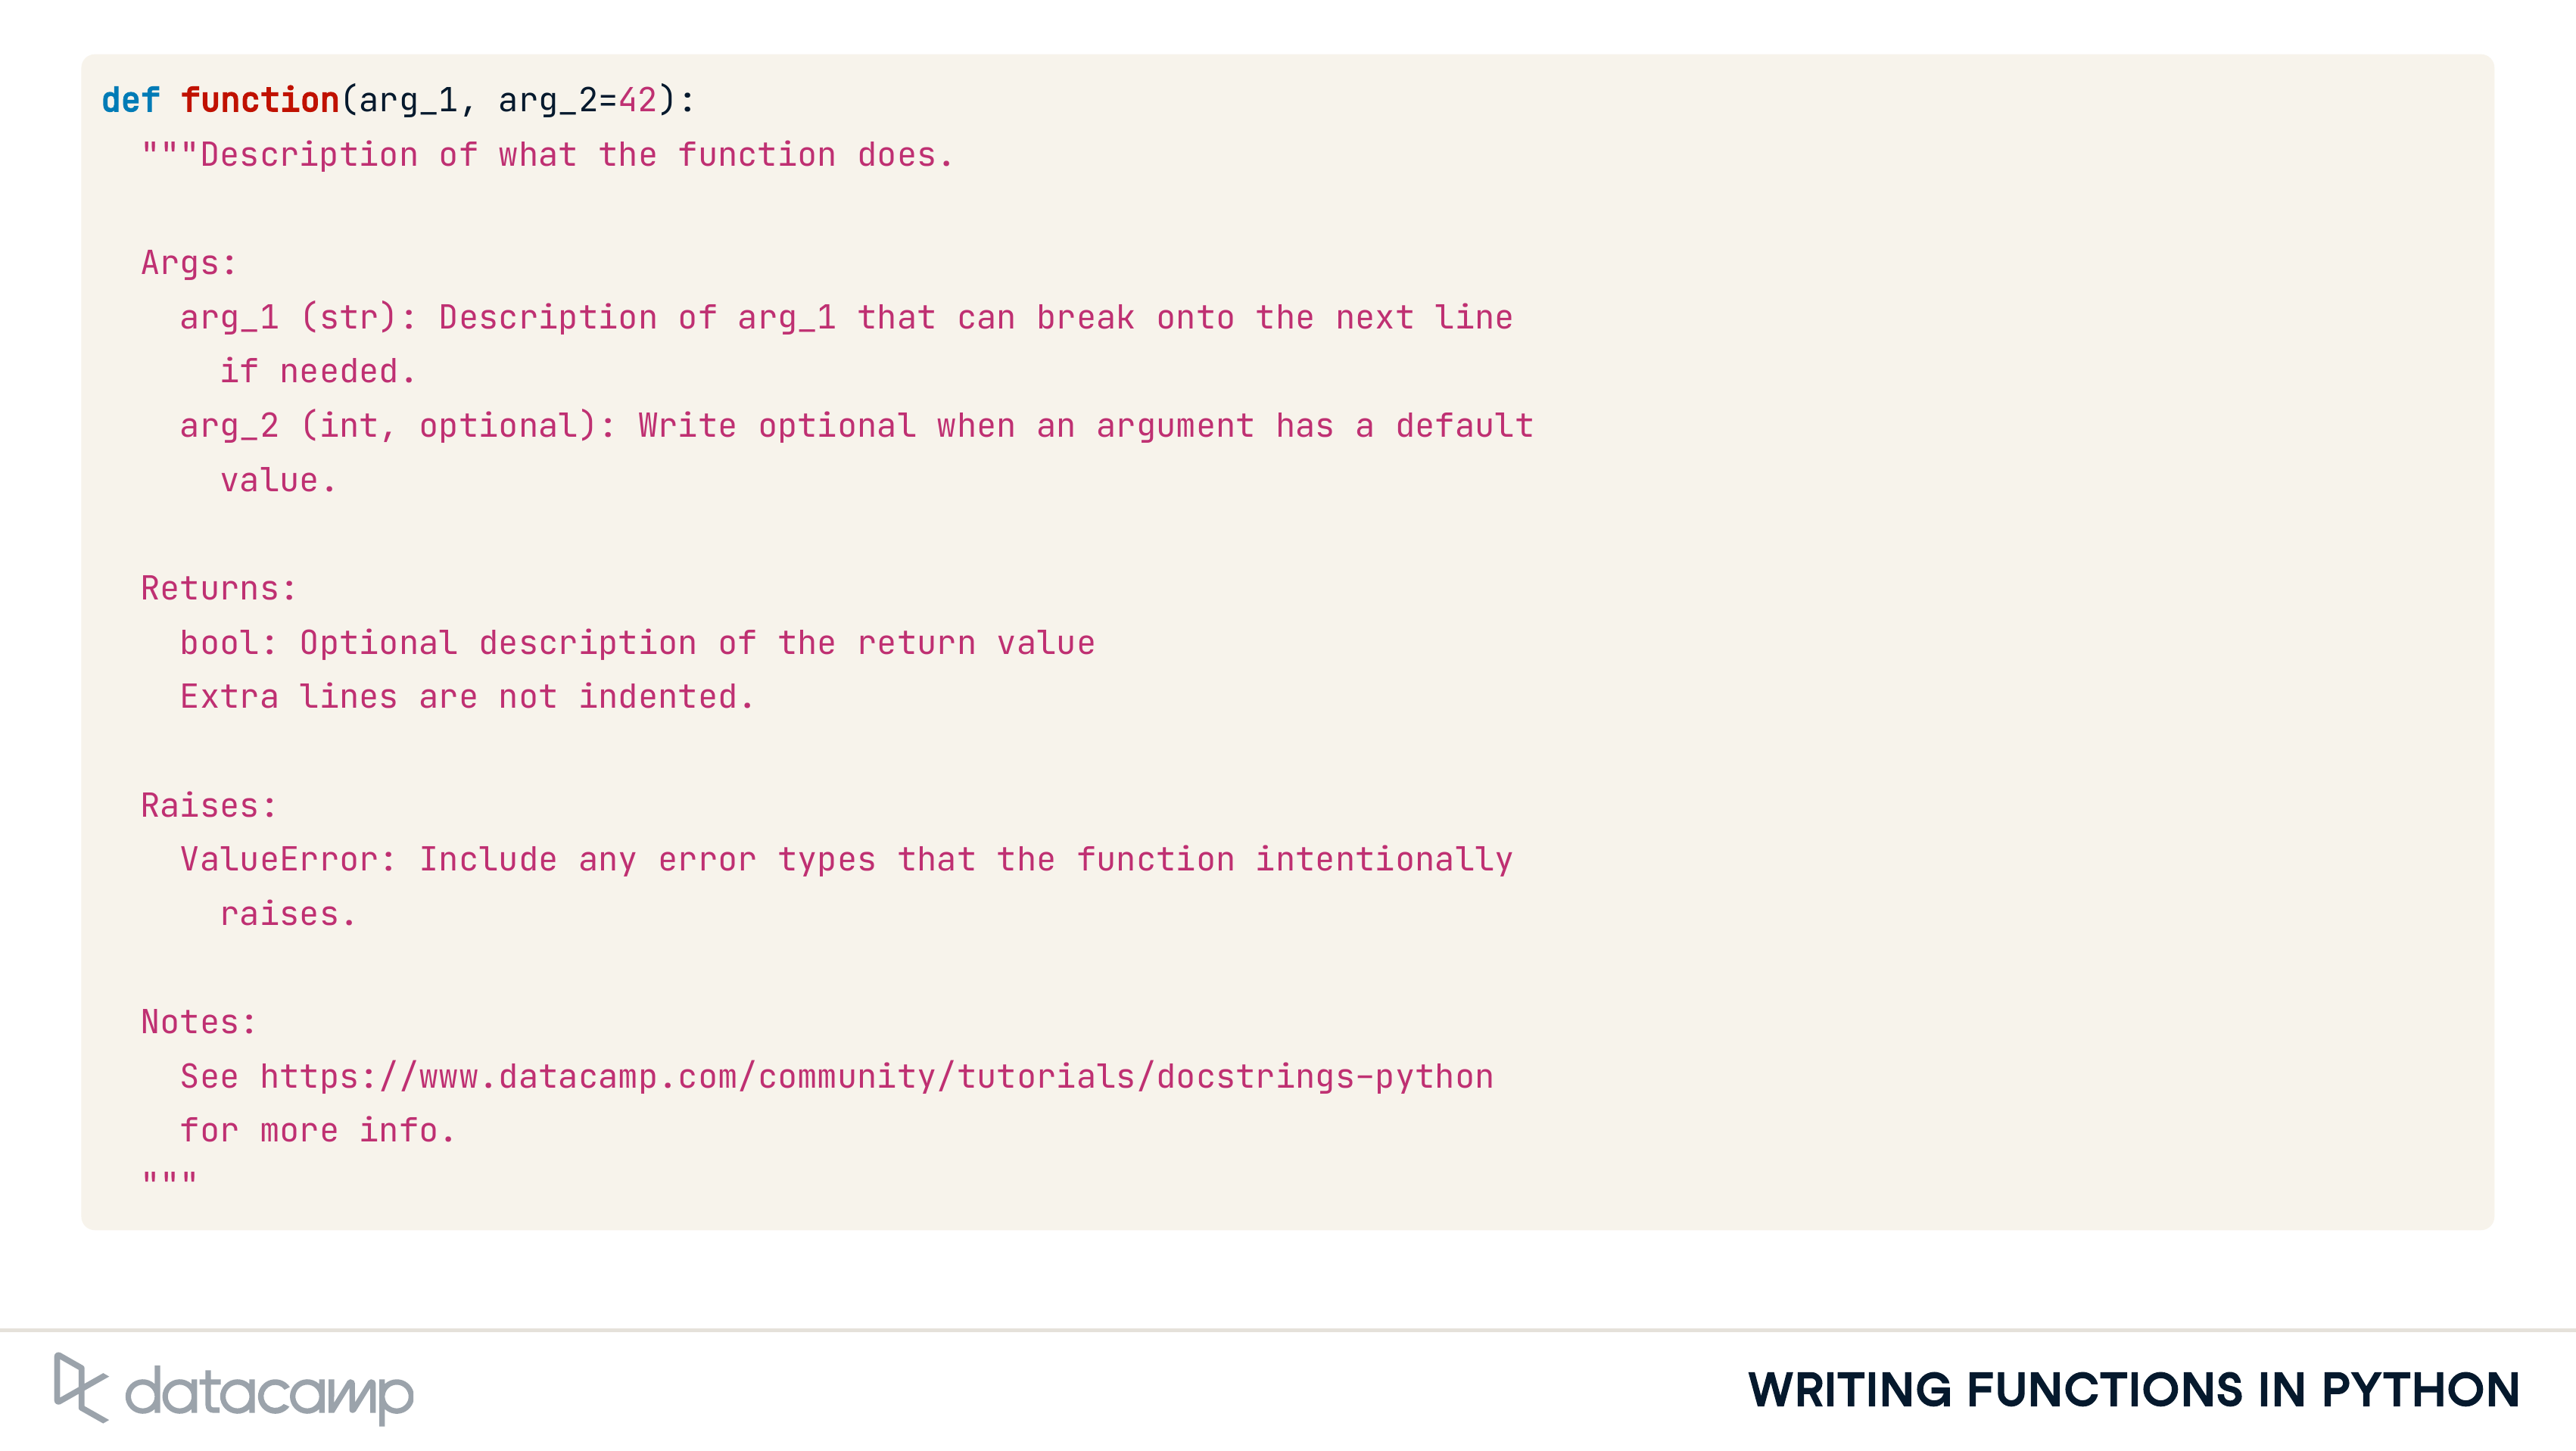 def function(arg_1, arg_2=42):
"""Description of what the function does.
Args:
arg_1 (str): Description of arg_1 that can break onto the next line
if needed.
arg_2 (int, optional): Write optional when an argument has a default
value.
Returns:
bool: Optional description of the return value
Extra lines are not indented.
Raises:
ValueError: Include any error types that the function intentionally
raises.
Notes:
See https://www.datacamp.com/community/tutorials/docstrings-python
for more info.
"""
datacamp
WRITING FUNCTIONS IN PYTHON